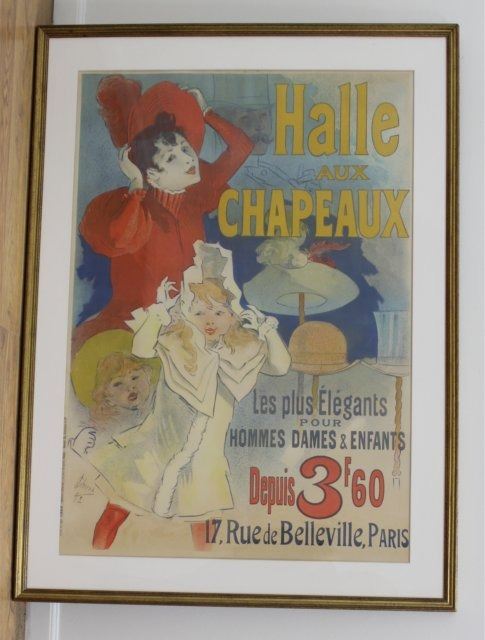 Halle
AUX
CHAPEAUX
Les plus Élégants
POUR
HOMMES DAMES & ENFANTS
Depuis 3F60
17, Rue de Belleville, PARIS